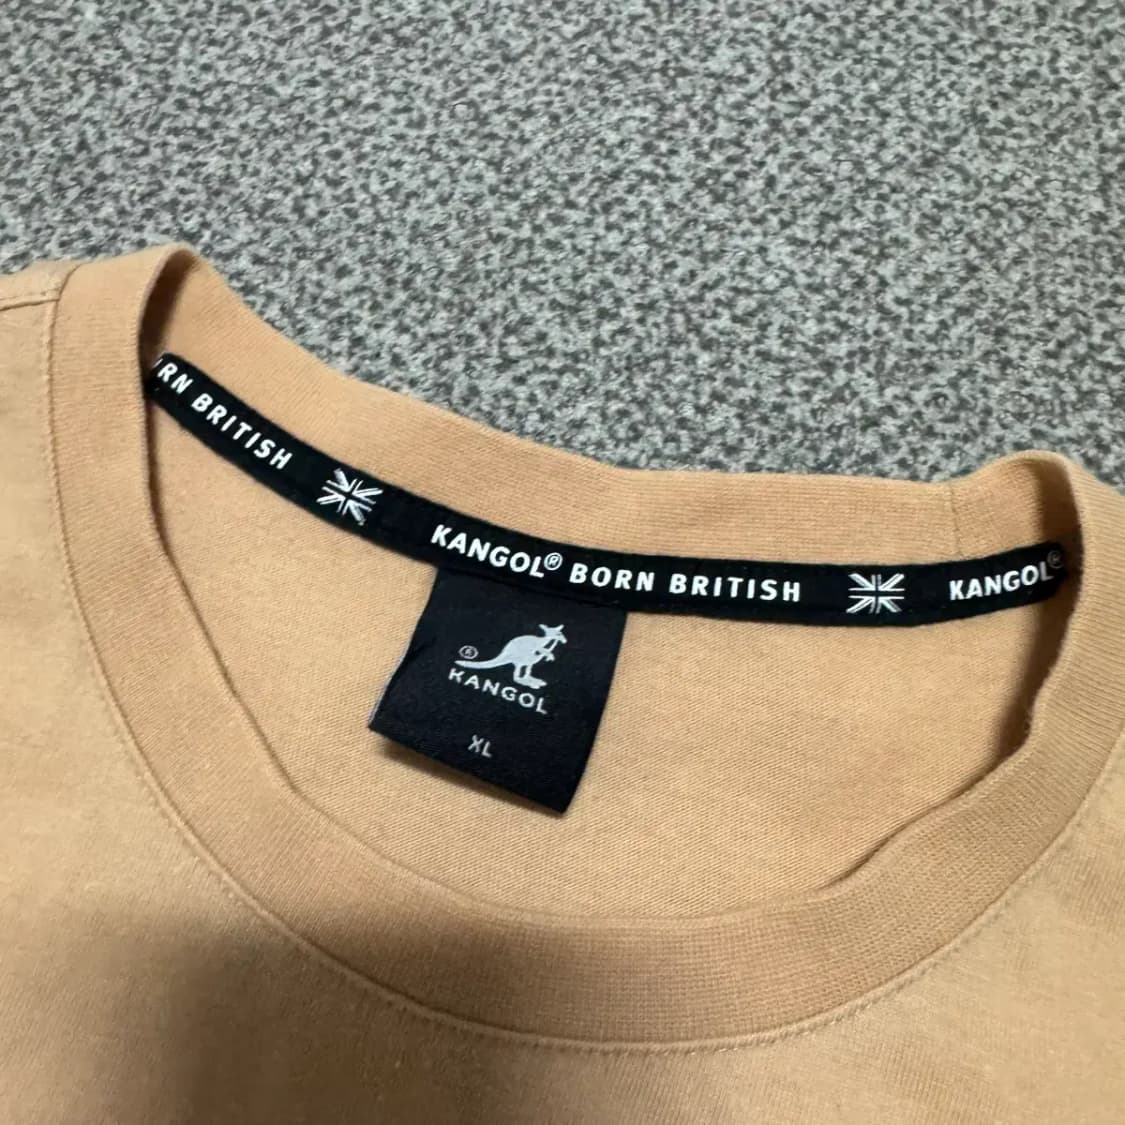 RN BRITISH
KANGOL® BORN BRITISH
KANGOL®
®
KANGOL
XL